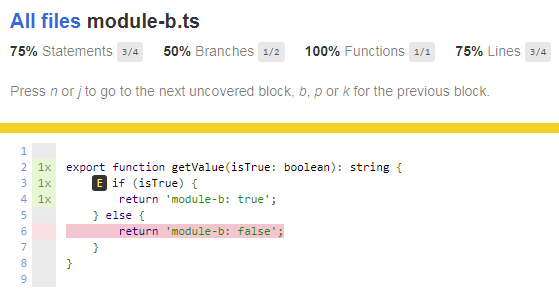 All files module-b.ts
75% Statements 3/4 50% Branches 1/2 100% Functions 1/1 75% Lines 3/4
Press n or j to go to the next uncovered block, b, p or k for the previous block.
1
2 1x export function getValue(isTrue: boolean): string {
3 1x E if (isTrue) {
4 1x return 'module-b: true';
5 } else {
6 return 'module-b: false';
7 }
8 }
9